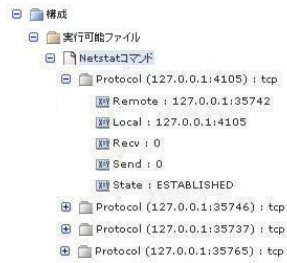 構成
実行可能ファイル
Netstatコマンド
Protocol (127.0.0.1:4105) : tcp
Remote : 127.0.0.1:35742
Local : 127.0.0.1:4105
Recv : 0
Send : 0
State : ESTABLISHED
Protocol (127.0.0.1:35746) : tcp
Protocol (127.0.0.1:35737) : tcp
Protocol (127.0.0.1:35765) : tcp